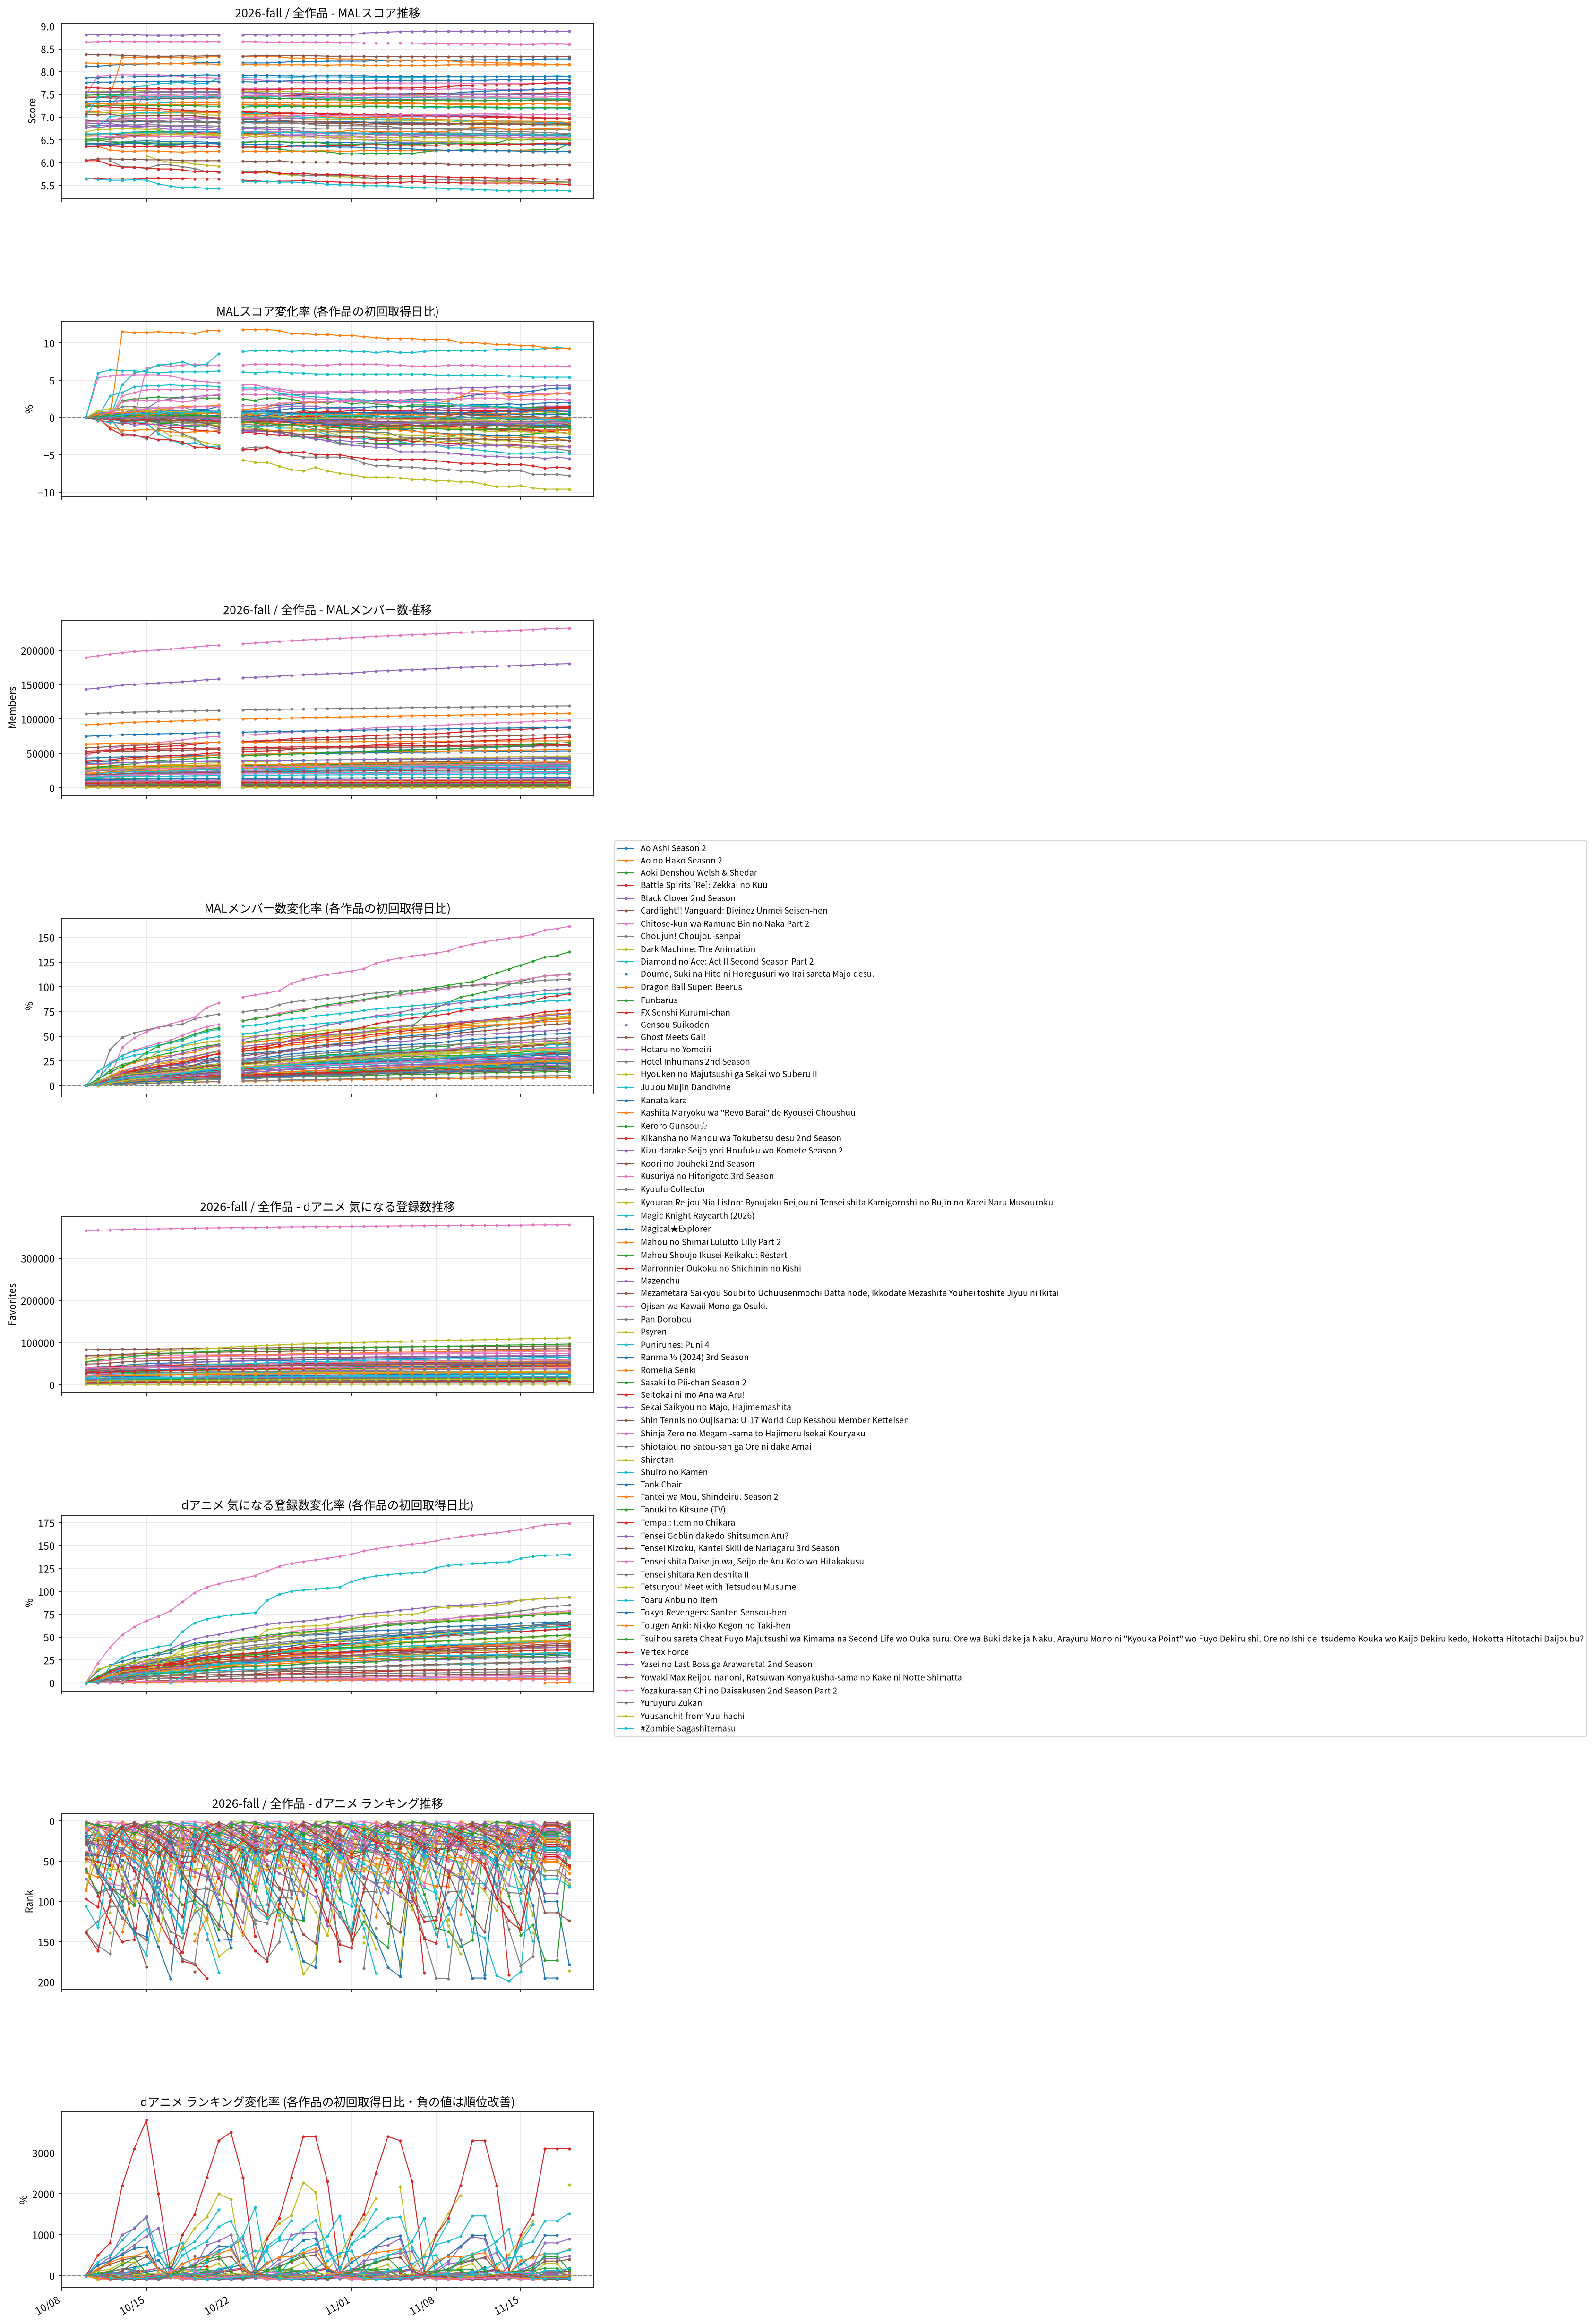 2026-fall / 全作品 - MALスコア推移
9.0
8.5
8.0
7.5
7.0
6.5
6.0
5.5
Score
MALスコア変化率 (各作品の初回取得日比)
10
5
0
−5
−10
%
2026-fall / 全作品 - MALメンバー数推移
200000
150000
100000
50000
0
Members
MALメンバー数変化率 (各作品の初回取得日比)
150
125
100
75
50
25
0
%
2026-fall / 全作品 - dアニメ 気になる登録数推移
300000
200000
100000
0
Favorites
dアニメ 気になる登録数変化率 (各作品の初回取得日比)
175
150
125
100
75
50
25
0
%
2026-fall / 全作品 - dアニメ ランキング推移
0
50
100
150
200
Rank
dアニメ ランキング変化率 (各作品の初回取得日比・負の値は順位改善)
3000
2000
1000
0
%
10/08
10/15
10/22
11/01
11/08
11/15
Ao Ashi Season 2
Ao no Hako Season 2
Aoki Denshou Welsh & Shedar
Battle Spirits [Re]: Zekkai no Kuu
Black Clover 2nd Season
Cardfight!! Vanguard: Divinez Unmei Seisen-hen
Chitose-kun wa Ramune Bin no Naka Part 2
Choujun! Choujou-senpai
Dark Machine: The Animation
Diamond no Ace: Act II Second Season Part 2
Doumo, Suki na Hito ni Horegusuri wo Irai sareta Majo desu.
Dragon Ball Super: Beerus
Funbarus
FX Senshi Kurumi-chan
Gensou Suikoden
Ghost Meets Gal!
Hotaru no Yomeiri
Hotel Inhumans 2nd Season
Hyouken no Majutsushi ga Sekai wo Suberu II
Juuou Mujin Dandivine
Kanata kara
Kashita Maryoku wa "Revo Barai" de Kyousei Choushuu
Keroro Gunsou☆
Kikansha no Mahou wa Tokubetsu desu 2nd Season
Kizu darake Seijo yori Houfuku wo Komete Season 2
Koori no Jouheki 2nd Season
Kusuriya no Hitorigoto 3rd Season
Kyoufu Collector
Kyouran Reijou Nia Liston: Byoujaku Reijou ni Tensei shita Kamigoroshi no Bujin no Karei Naru Musouroku
Magic Knight Rayearth (2026)
Magical★Explorer
Mahou no Shimai Lulutto Lilly Part 2
Mahou Shoujo Ikusei Keikaku: Restart
Marronnier Oukoku no Shichinin no Kishi
Mazenchu
Mezametara Saikyou Soubi to Uchuusenmochi Datta node, Ikkodate Mezashite Youhei toshite Jiyuu ni Ikitai
Ojisan wa Kawaii Mono ga Osuki.
Pan Dorobou
Psyren
Punirunes: Puni 4
Ranma ½ (2024) 3rd Season
Romelia Senki
Sasaki to Pii-chan Season 2
Seitokai ni mo Ana wa Aru!
Sekai Saikyou no Majo, Hajimemashita
Shin Tennis no Oujisama: U-17 World Cup Kesshou Member Ketteisen
Shinja Zero no Megami-sama to Hajimeru Isekai Kouryaku
Shiotaiou no Satou-san ga Ore ni dake Amai
Shirotan
Shuiro no Kamen
Tank Chair
Tantei wa Mou, Shindeiru. Season 2
Tanuki to Kitsune (TV)
Tempal: Item no Chikara
Tensei Goblin dakedo Shitsumon Aru?
Tensei Kizoku, Kantei Skill de Nariagaru 3rd Season
Tensei shita Daiseijo wa, Seijo de Aru Koto wo Hitakakusu
Tensei shitara Ken deshita II
Tetsuryou! Meet with Tetsudou Musume
Toaru Anbu no Item
Tokyo Revengers: Santen Sensou-hen
Tougen Anki: Nikko Kegon no Taki-hen
Tsuihou sareta Cheat Fuyo Majutsushi wa Kimama na Second Life wo Ouka suru. Ore wa Buki dake ja Naku, Arayuru Mono ni "Kyouka Point" wo Fuyo Dekiru shi, Ore no Ishi de Itsudemo Kouka wo Kaijo Dekiru kedo, Nokotta Hitotachi Daijoubu?
Vertex Force
Yasei no Last Boss ga Arawareta! 2nd Season
Yowaki Max Reijou nanoni, Ratsuwan Konyakusha-sama no Kake ni Notte Shimatta
Yozakura-san Chi no Daisakusen 2nd Season Part 2
Yuruyuru Zukan
Yuusanchi! from Yuu-hachi
#Zombie Sagashitemasu